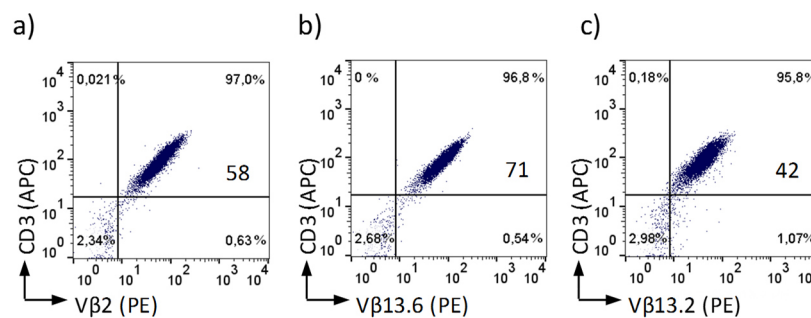 a) b) c)
0,021% 97,0% 0 % 96,8% 0,18% 95,8%
10⁴ 10⁴ 10⁴
10³ 10³ 10³
10² 10² 10²
58 71 42
10¹ 10¹ 10¹
2,34% 0,63% 2,68% 0,54% 2,98% 1,07%
10⁰ 10⁰ 10⁰
CD3 (APC) CD3 (APC) CD3 (APC)
10⁰ 10¹ 10² 10³ 10⁴ 10⁰ 10¹ 10² 10³ 10⁴ 10⁰ 10¹ 10² 10³
Vβ2 (PE) Vβ13.6 (PE) Vβ13.2 (PE)